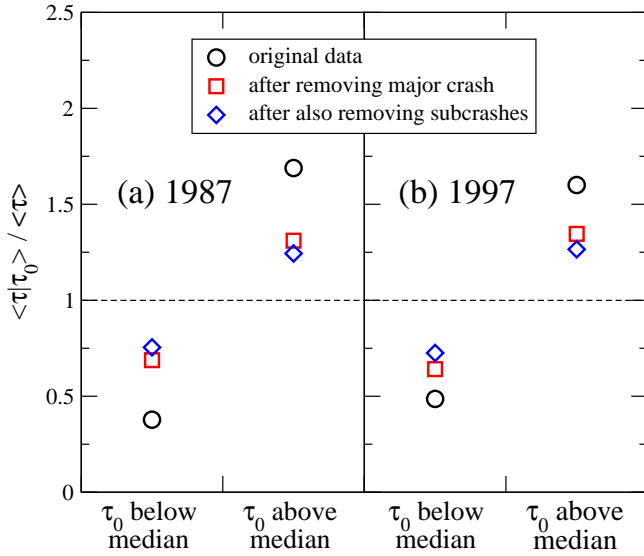 2.5
2
1.5
1
0.5
0
<τ|τ₀> / <τ>
original data
after removing major crash
after also removing subcrashes
(a) 1987
(b) 1997
τ₀ below median
τ₀ above median
τ₀ below median
τ₀ above median